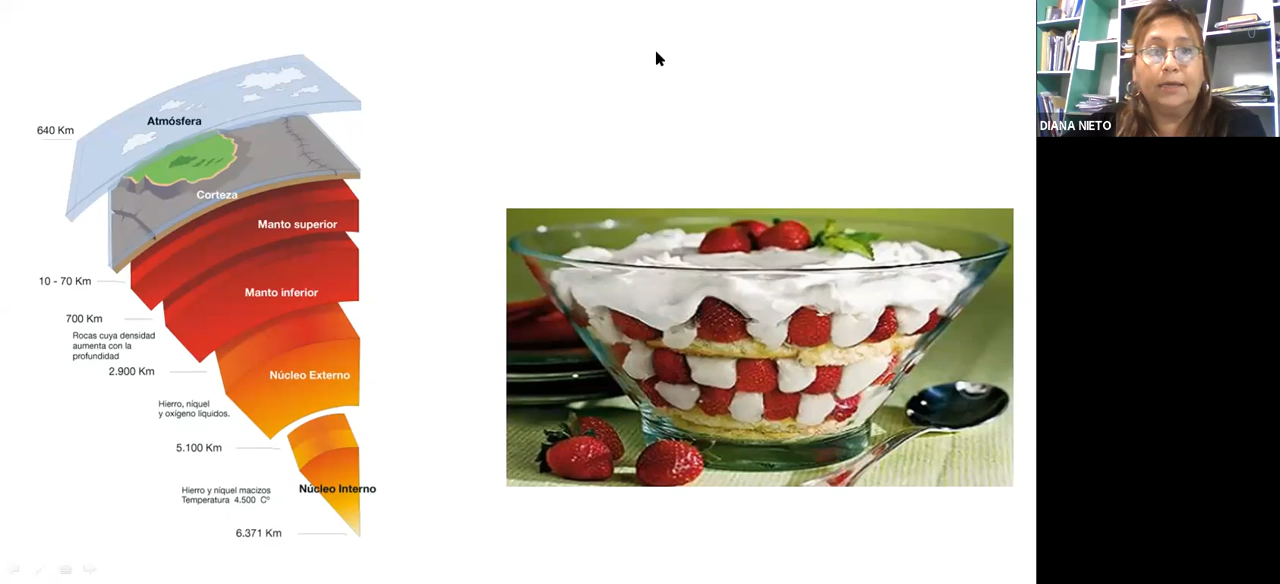 Atmósfera
640 Km
Corteza
Manto superior
10 - 70 Km
Manto inferior
700 Km
Rocas cuya densidad
aumenta con la
profundidad
2.900 Km
Núcleo Externo
Hierro, níquel
y oxígeno líquidos.
5.100 Km
Hierro y níquel macizos
Temperatura 4.500 Cº
Núcleo Interno
6.371 Km
DIANA NIETO